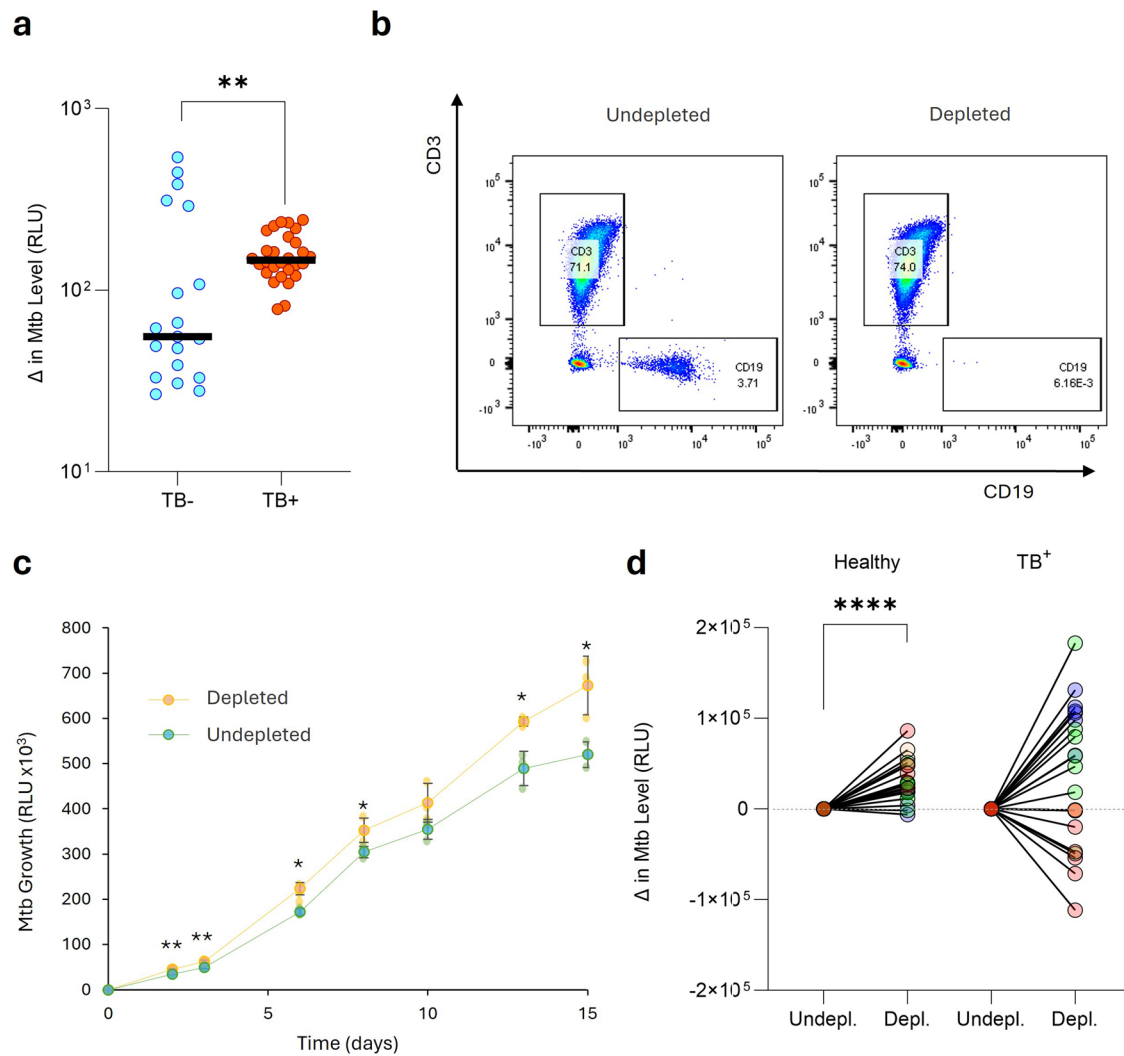 a
**
10³
10²
10¹
Δ in Mtb Level (RLU)
TB-
TB+
b
Undepleted
Depleted
CD3
10⁵
10⁴
10³
0
-10³
CD3
71.1
CD19
3.71
-10³
0
10³
10⁴
10⁵
10⁵
10⁴
10³
0
-10³
CD3
74.0
CD19
6.16E-3
-10³
0
10³
10⁴
10⁵
CD19
c
800
700
600
500
400
300
200
100
0
Mtb Growth (RLU x10³)
Depleted
Undepleted
**
**
*
*
*
*
0
5
10
15
Time (days)
d
Healthy
TB⁺
****
2×10⁵
1×10⁵
0
-1×10⁵
-2×10⁵
Δ in Mtb Level (RLU)
Undepl.
Depl.
Undepl.
Depl.